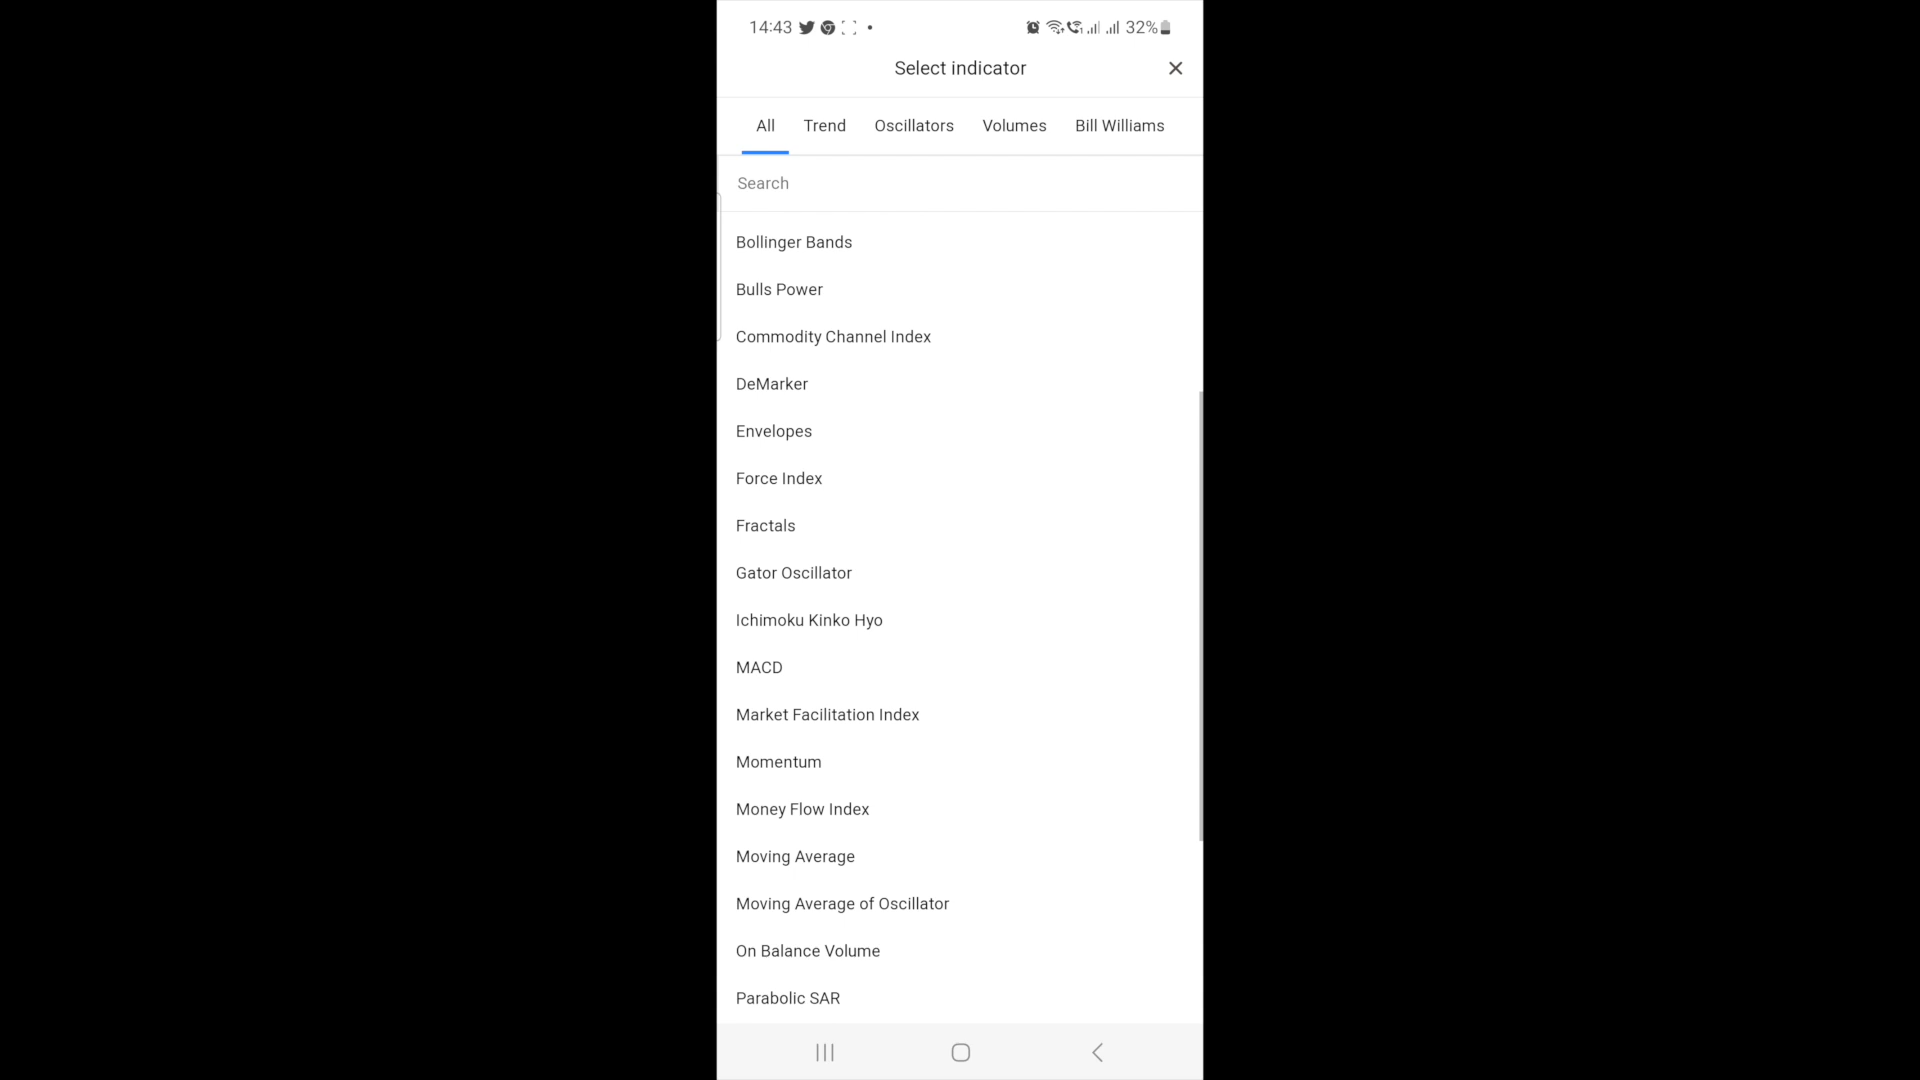 14:43 32%
Select indicator
All Trend Oscillators Volumes Bill Williams
Search
Bollinger Bands
Bulls Power
Commodity Channel Index
DeMarker
Envelopes
Force Index
Fractals
Gator Oscillator
Ichimoku Kinko Hyo
MACD
Market Facilitation Index
Momentum
Money Flow Index
Moving Average
Moving Average of Oscillator
On Balance Volume
Parabolic SAR